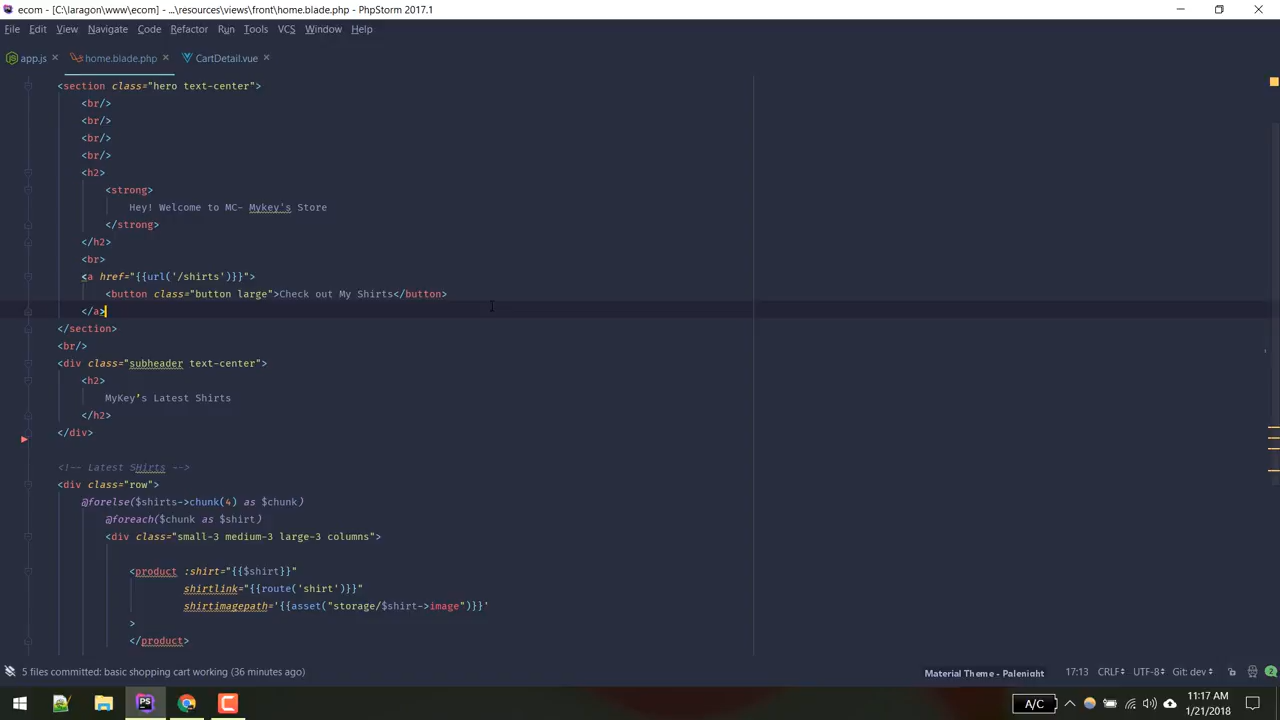 ecom - [C:\laragon\www\ecom] - ...\resources\views\front\home.blade.php - PhpStorm 2017.1
File Edit View Navigate Code Refactor Run Tools VCS Window Help
app.js home.blade.php CartDetail.vue
<section class="hero text-center">
<br/>
<br/>
<br/>
<br/>
<h2>
<strong>
Hey! Welcome to MC- Mykey's Store
</strong>
</h2>
<br>
<a href="{{url('/shirts')}}">
<button class="button large">Check out My Shirts</button>
</a>
</section>
<br/>
<div class="subheader text-center">
<h2>
MyKey's Latest Shirts
</h2>
</div>
<!-- Latest SHirts -->
<div class="row">
@forelse($shirts->chunk(4) as $chunk)
@foreach($chunk as $shirt)
<div class="small-3 medium-3 large-3 columns">
<product :shirt="{{$shirt}}"
shirtlink="{{route('shirt')}}"
shirtimagepath='{{asset("storage/$shirt->image")}}'
>
</product>
5 files committed: basic shopping cart working (36 minutes ago)
Material Theme - Palenight 17:13 CRLF UTF-8 Git: dev 2
PS A/C 11:17 AM
1/21/2018